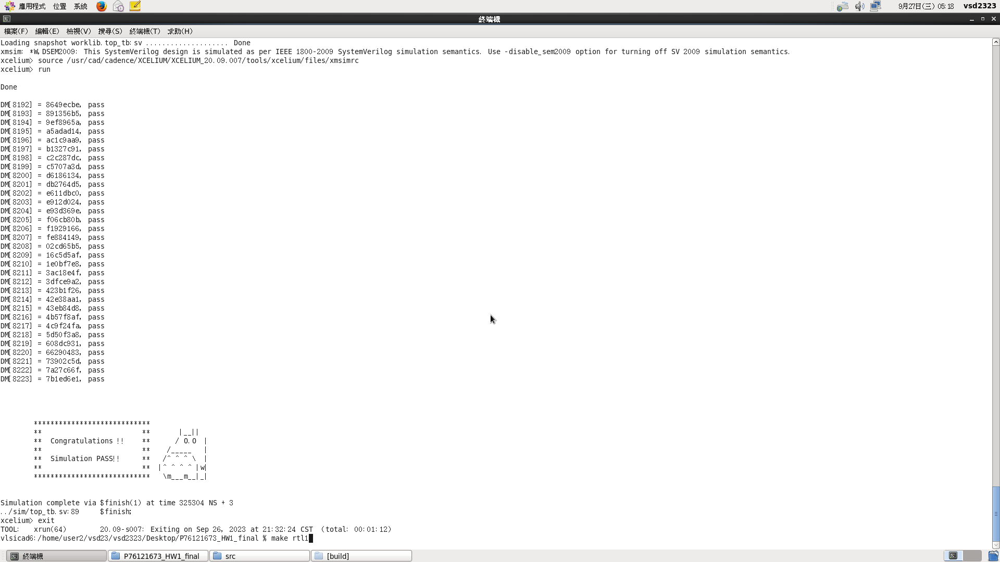 應用程式 位置 系統 9月27日(三) 05:18 vsd2323
終端機
檔案(F) 編輯(E) 檢視(V) 搜尋(S) 終端機(T) 求助(H)
Loading snapshot worklib.top_tb:sv .................... Done
xmsim: *W,DSEM2009: This SystemVerilog design is simulated as per IEEE 1800-2009 SystemVerilog simulation semantics. Use -disable_sem2009 option for turning off SV 2009 simulation semantics.
xcelium> source /usr/cad/cadence/XCELIUM/XCELIUM_20.09.007/tools/xcelium/files/xmsimrc
xcelium> run
Done
DM[8192] = 8649ecbe, pass
DM[8193] = 891356b5, pass
DM[8194] = 9ef8965a, pass
DM[8195] = a5adad14, pass
DM[8196] = ac1c9aa9, pass
DM[8197] = b1327c91, pass
DM[8198] = c2c287dc, pass
DM[8199] = c5707a3d, pass
DM[8200] = d6186134, pass
DM[8201] = db2764d5, pass
DM[8202] = e611dbc0, pass
DM[8203] = e912d024, pass
DM[8204] = e93d369e, pass
DM[8205] = f06cb80b, pass
DM[8206] = f1929166, pass
DM[8207] = fe884149, pass
DM[8208] = 02cd65b5, pass
DM[8209] = 16c5d5af, pass
DM[8210] = 1e0bf7e8, pass
DM[8211] = 3ac18e4f, pass
DM[8212] = 3dfce9a2, pass
DM[8213] = 423b1f26, pass
DM[8214] = 42e38aa1, pass
DM[8215] = 43eb84d8, pass
DM[8216] = 4b57f8af, pass
DM[8217] = 4c9f24fa, pass
DM[8218] = 5d50f3a8, pass
DM[8219] = 608dc931, pass
DM[8220] = 66290483, pass
DM[8221] = 73902c5d, pass
DM[8222] = 7a27c66f, pass
DM[8223] = 7b1ed6e1, pass
        ****************************
        **                        **       |__||
        **  Congratulations !!    **      / O.O  |
        **                        **    /_____   |
        **  Simulation PASS!!     **   /^ ^ ^ \  |
        **                        **  |^ ^ ^ ^ |w|
        ****************************   \m___m__|_|
Simulation complete via $finish(1) at time 325304 NS + 3
../sim/top_tb.sv:89     $finish;
xcelium> exit
TOOL:   xrun(64)        20.09-s007: Exiting on Sep 26, 2023 at 21:32:24 CST  (total: 00:01:12)
vlsicad6:/home/user2/vsd23/vsd2323/Desktop/P76121673_HW1_final % make rtl1
終端機 P76121673_HW1_final src [build]